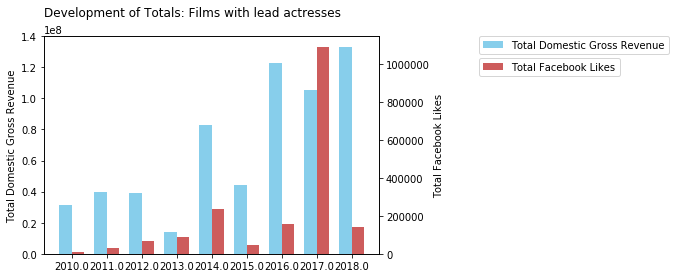 Development of Totals: Films with lead actresses
1e8
1.4
1.2
1.0
0.8
0.6
0.4
0.2
0.0
Total Domestic Gross Revenue
2010.0 2011.0 2012.0 2013.0 2014.0 2015.0 2016.0 2017.0 2018.0
1000000
800000
600000
400000
200000
0
Total Facebook Likes
Total Domestic Gross Revenue
Total Facebook Likes